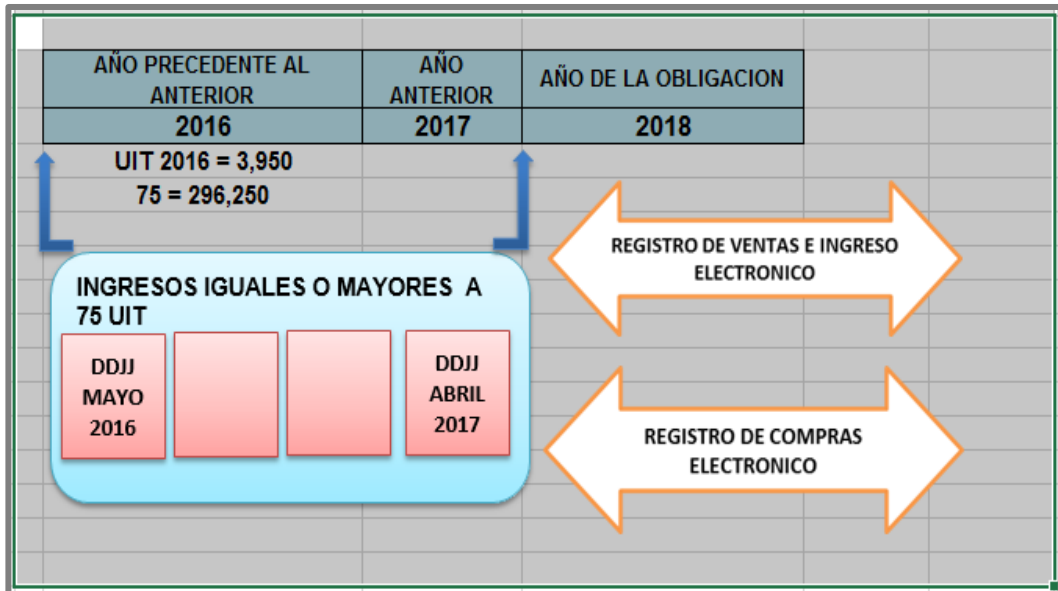 AÑO PRECEDENTE AL
ANTERIOR
AÑO
ANTERIOR
AÑO DE LA OBLIGACION
2016
2017
2018
UIT 2016 = 3,950
75 = 296,250
INGRESOS IGUALES O MAYORES A
75 UIT
DDJJ
MAYO
2016
DDJJ
ABRIL
2017
REGISTRO DE VENTAS E INGRESO
ELECTRONICO
REGISTRO DE COMPRAS
ELECTRONICO